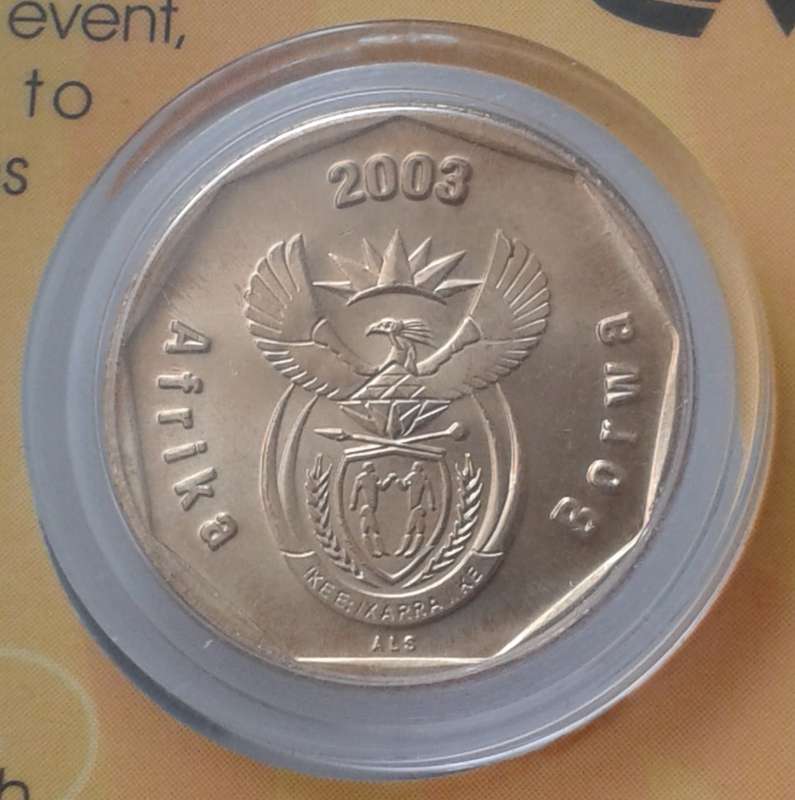 event,
to
s
2003
Afrika
Borwa
!KE E: /XARRA //KE
ALS
h